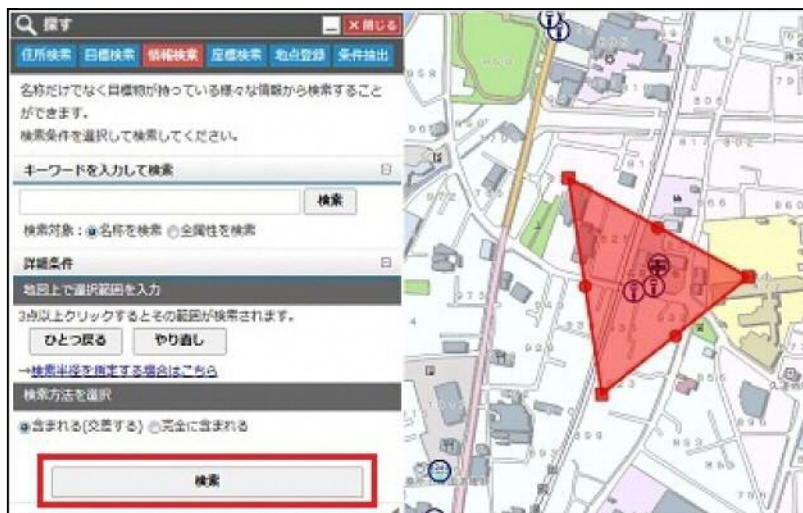 探す
閉じる
住所検索 目標検索 情報検索 座標検索 地点登録 条件抽出
名称だけでなく目標物が持っている様々な情報から検索すること
ができます。
検索条件を選択して検索してください。
キーワードを入力して検索
検索
検索対象：名称を検索 全属性を検索
詳細条件
地図上で選択範囲を入力
3点以上クリックするとその範囲が検索されます。
ひとつ戻る やり直し
→検索半径を指定する場合はこちら
検索方法を選択
含まれる(交差する) 完全に含まれる
検索